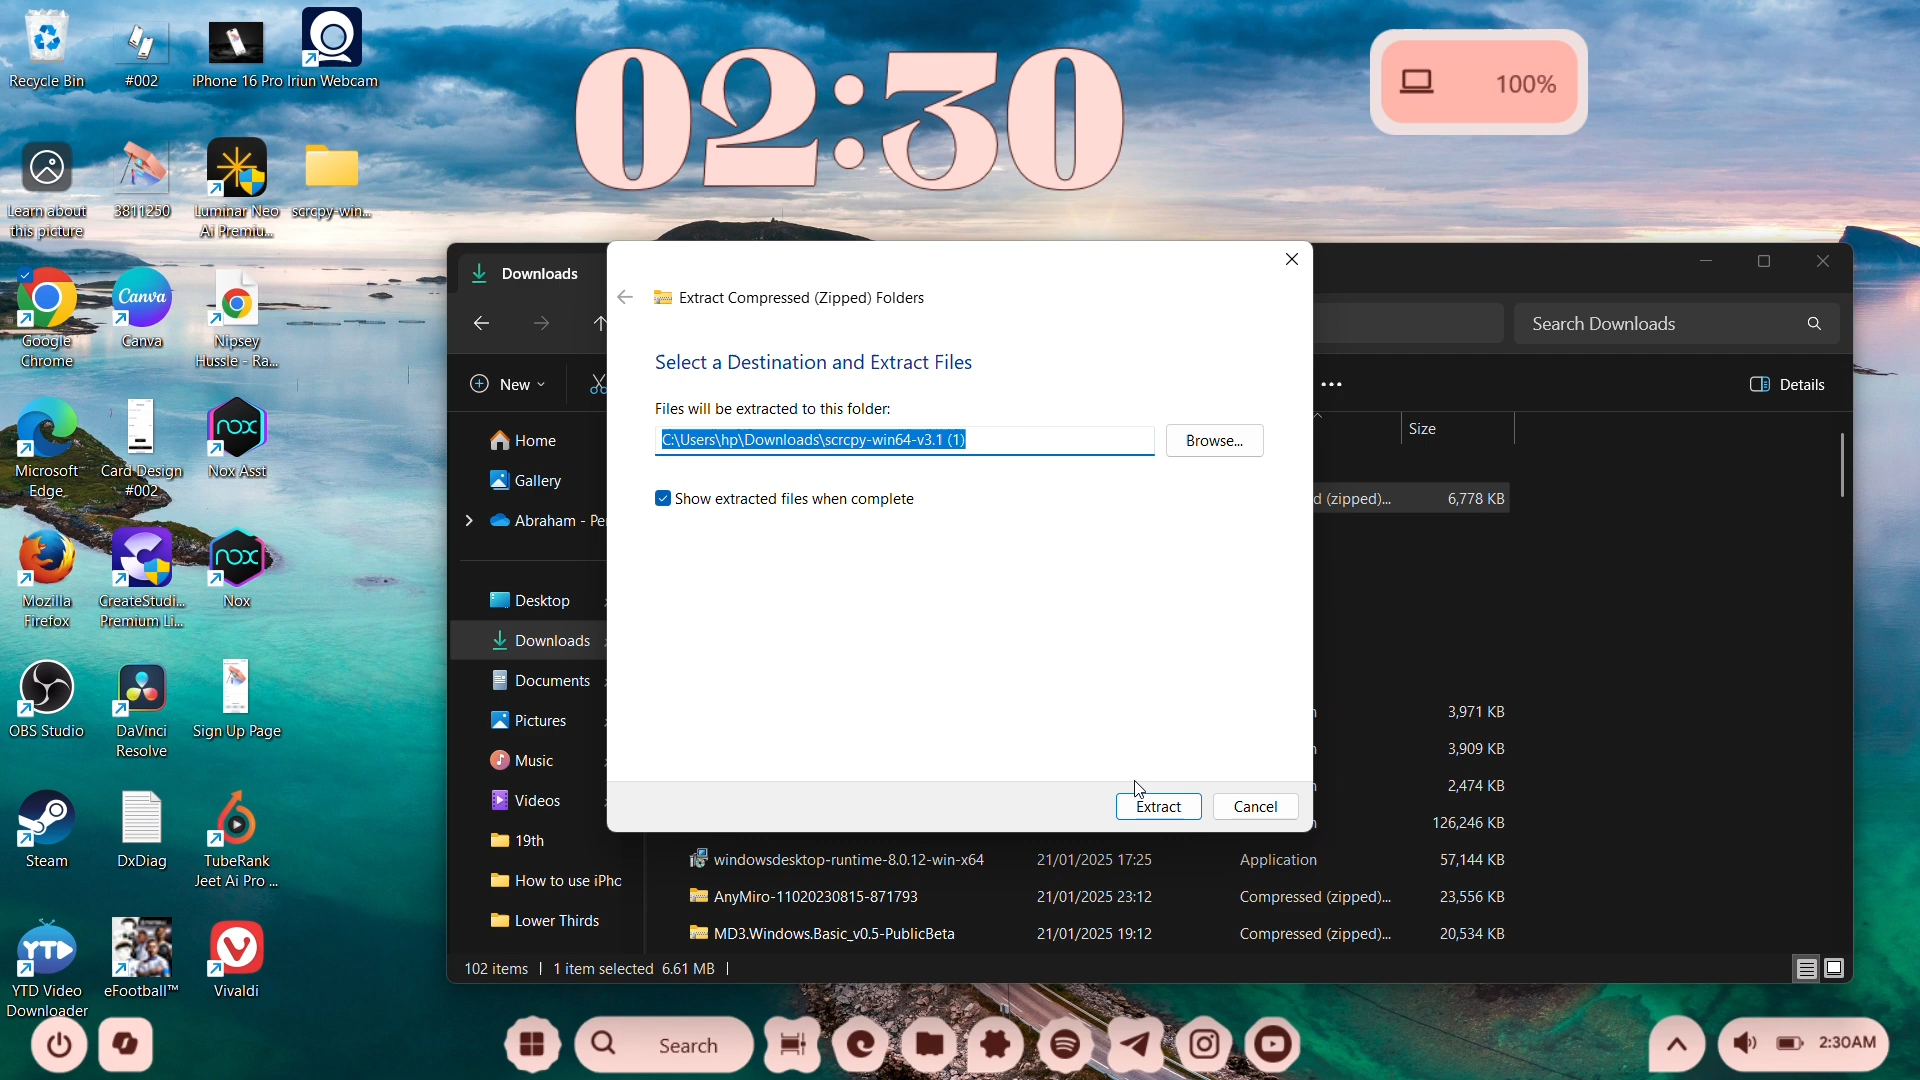 Recycle Bin
#002
iPhone 16 Pro
Iriun Webcam
Learn about
this picture
3811250
Luminar Neo
Ai Premiu...
scrcpy-win...
Google
Chrome
Canva
Canva
Nipsey
Hussle - Ra...
Microsoft
Edge
Card Design
#002
nox
Nox Asst
Mozilla
Firefox
CreateStudi...
Premium Li...
nox
Nox
OBS Studio
DaVinci
Resolve
Sign Up Page
Steam
DxDiag
TubeRank
Jeet Ai Pro ...
YTD
YTD Video
Downloader
eFootball™
Vivaldi
02:30
100%
Downloads
Search Downloads
New
Details
Home
Gallery
Abraham - Pe
Desktop
Downloads
Documents
Pictures
Music
Videos
19th
How to use iPho
Lower Thirds
Extract Compressed (Zipped) Folders
Select a Destination and Extract Files
Files will be extracted to this folder:
C:\Users\hp\Downloads\scrcpy-win64-v3.1 (1)
Browse...
Show extracted files when complete
Extract
Cancel
Size
d (zipped)... 6,778 KB
3,971 KB
3,909 KB
2,474 KB
126,246 KB
windowsdesktop-runtime-8.0.12-win-x64 21/01/2025 17:25 Application 57,144 KB
AnyMiro-11020230815-871793 21/01/2025 23:12 Compressed (zipped)... 23,556 KB
MD3.Windows.Basic_v0.5-PublicBeta 21/01/2025 19:12 Compressed (zipped)... 20,534 KB
102 items 1 item selected 6.61 MB
Search
2:30AM